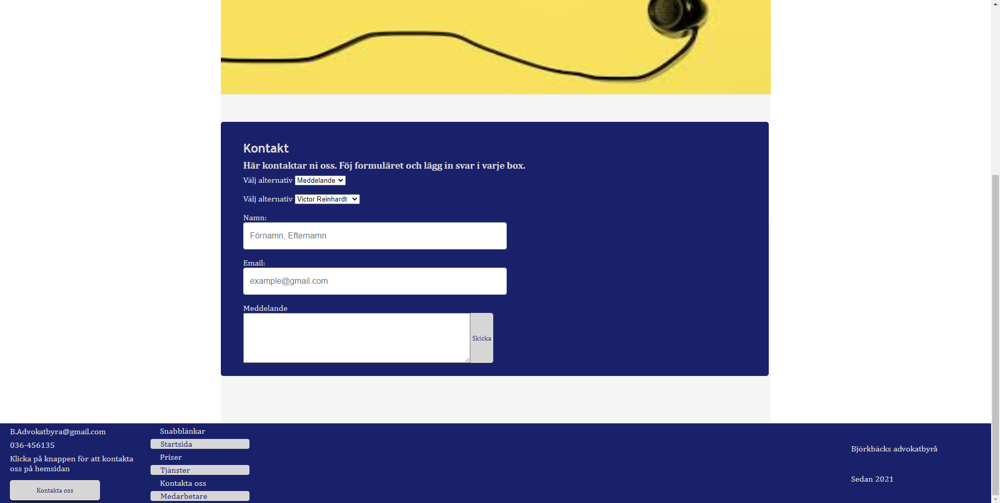 Kontakt
Här kontaktar ni oss. Föj formuläret och lägg in svar i varje box.
Välj alternativ Meddelande
Välj alternativ Victor Reinhardt
Namn:
Förnamn, Efternamn
Email:
example@gmail.com
Meddelande
Skicka
B.Advokatbyra@gmail.com
036-456135
Klicka på knappen för att kontakta
oss på hemsidan
Kontakta oss
Snabblänkar
Startsida
Priser
Tjänster
Kontakta oss
Medarbetare
Björkbäcks advokatbyrå
Sedan 2021